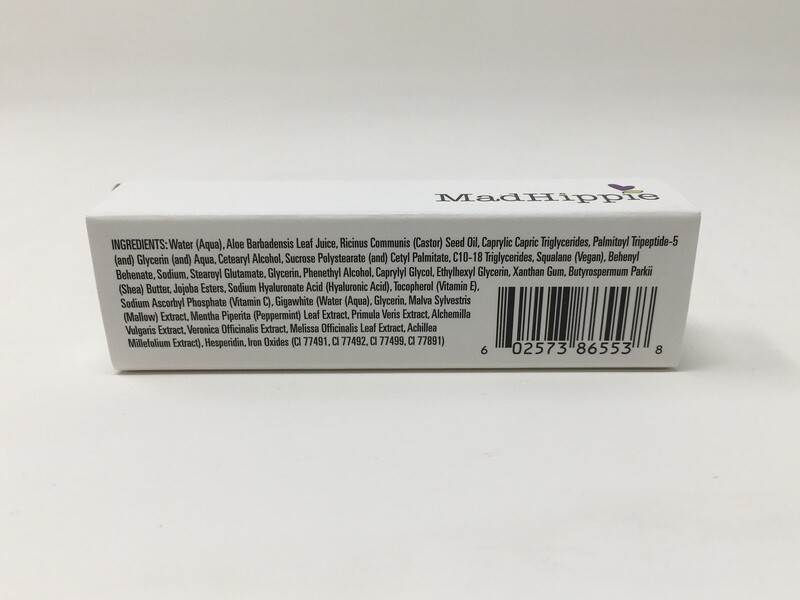 MadHippie
INGREDIENTS: Water (Aqua), Aloe Barbadensis Leaf Juice, Ricinus Communis (Castor) Seed Oil, Caprylic Capric Triglycerides, Palmitoyl Tripeptide-5
(and) Glycerin (and) Aqua, Cetearyl Alcohol, Sucrose Polystearate (and) Cetyl Palmitate, C10-18 Triglycerides, Squalane (Vegan), Behenyl
Behenate, Sodium, Stearoyl Glutamate, Glycerin, Phenethyl Alcohol, Caprylyl Glycol, Ethylhexyl Glycerin, Xanthan Gum, Butyrospermum Parkii
(Shea) Butter, Jojoba Esters, Sodium Hyaluronate Acid (Hyaluronic Acid), Tocopherol (Vitamin E),
Sodium Ascorbyl Phosphate (Vitamin C), Gigawhite (Water (Aqua), Glycerin, Malva Sylvestris
(Mallow) Extract, Mentha Piperita (Peppermint) Leaf Extract, Primula Veris Extract, Alchemilla
Vulgaris Extract, Veronica Officinalis Extract, Melissa Officinalis Leaf Extract, Achillea
Millefolium Extract), Hesperidin, Iron Oxides (CI 77491, CI 77492, CI 77499, CI 77891)
6 02573 86553 8